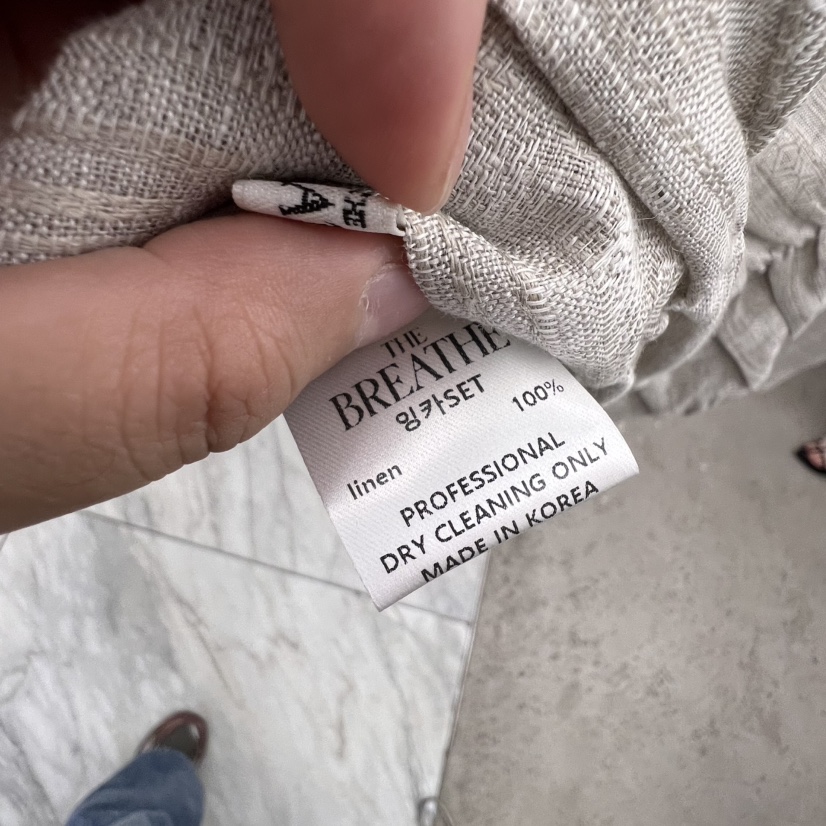 THE
BREATHE
잉카SET
linen 100%
PROFESSIONAL
DRY CLEANING ONLY
MADE IN KOREA